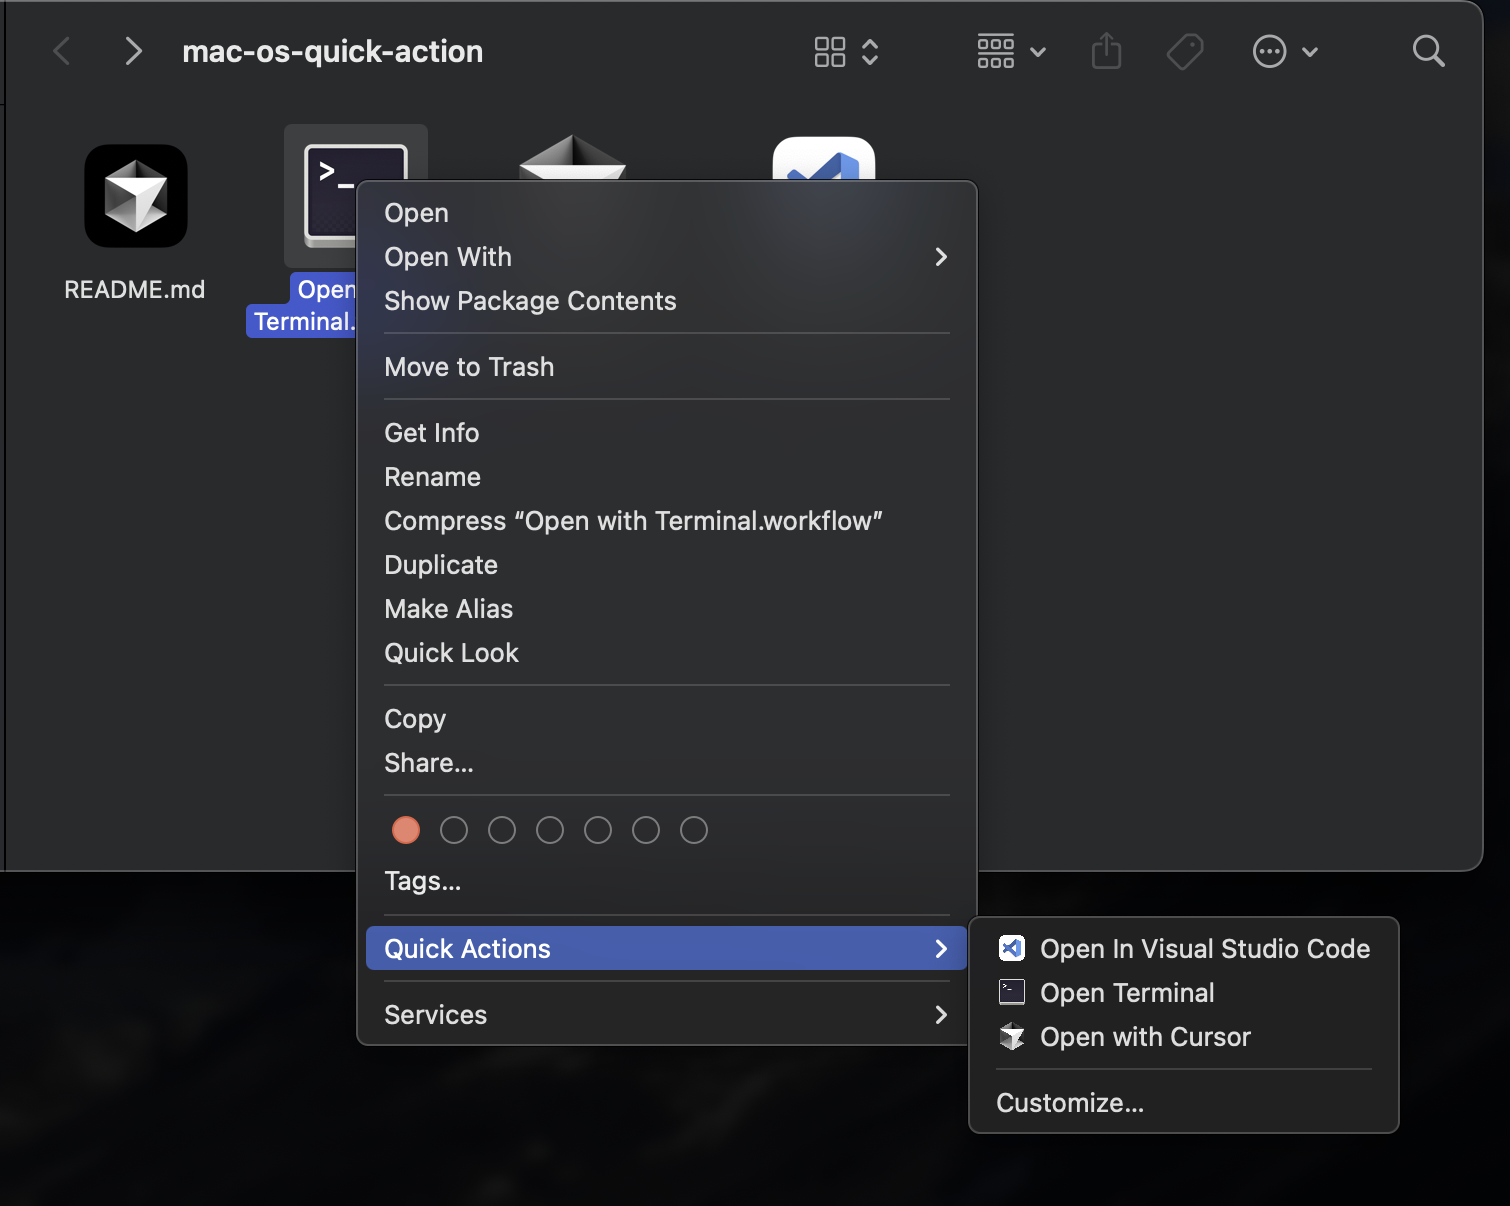 mac-os-quick-action
README.md
Open
Terminal.
Open
Open With
Show Package Contents
Move to Trash
Get Info
Rename
Compress “Open with Terminal.workflow”
Duplicate
Make Alias
Quick Look
Copy
Share...
Tags...
Quick Actions
Services
Open In Visual Studio Code
Open Terminal
Open with Cursor
Customize...